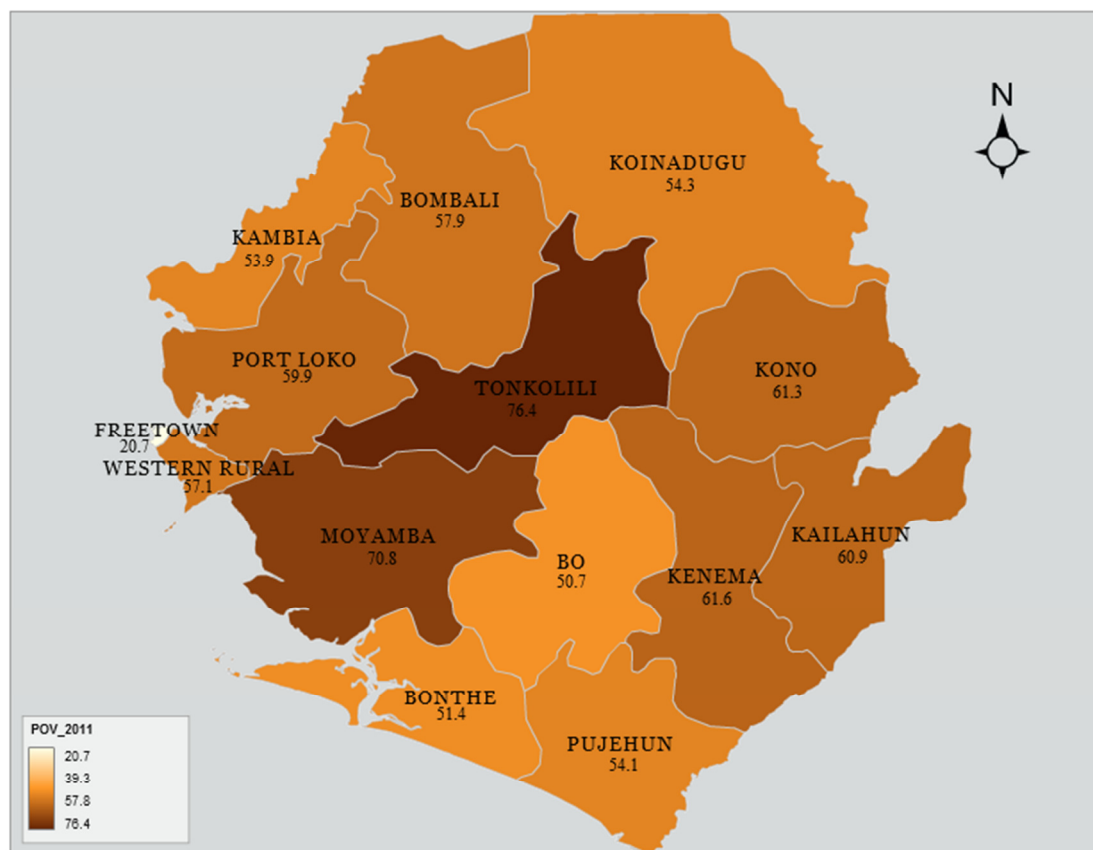 N
KOINADUGU
54.3
BOMBALI
57.9
KAMBIA
53.9
PORT LOKO
59.9
KONO
61.3
TONKOLILI
76.4
FREETOWN
20.7
WESTERN RURAL
57.1
MOYAMBA
70.8
BO
50.7
KAILAHUN
60.9
KENEMA
61.6
BONTHE
51.4
PUJEHUN
54.1
POV_2011
20.7
39.3
57.8
76.4